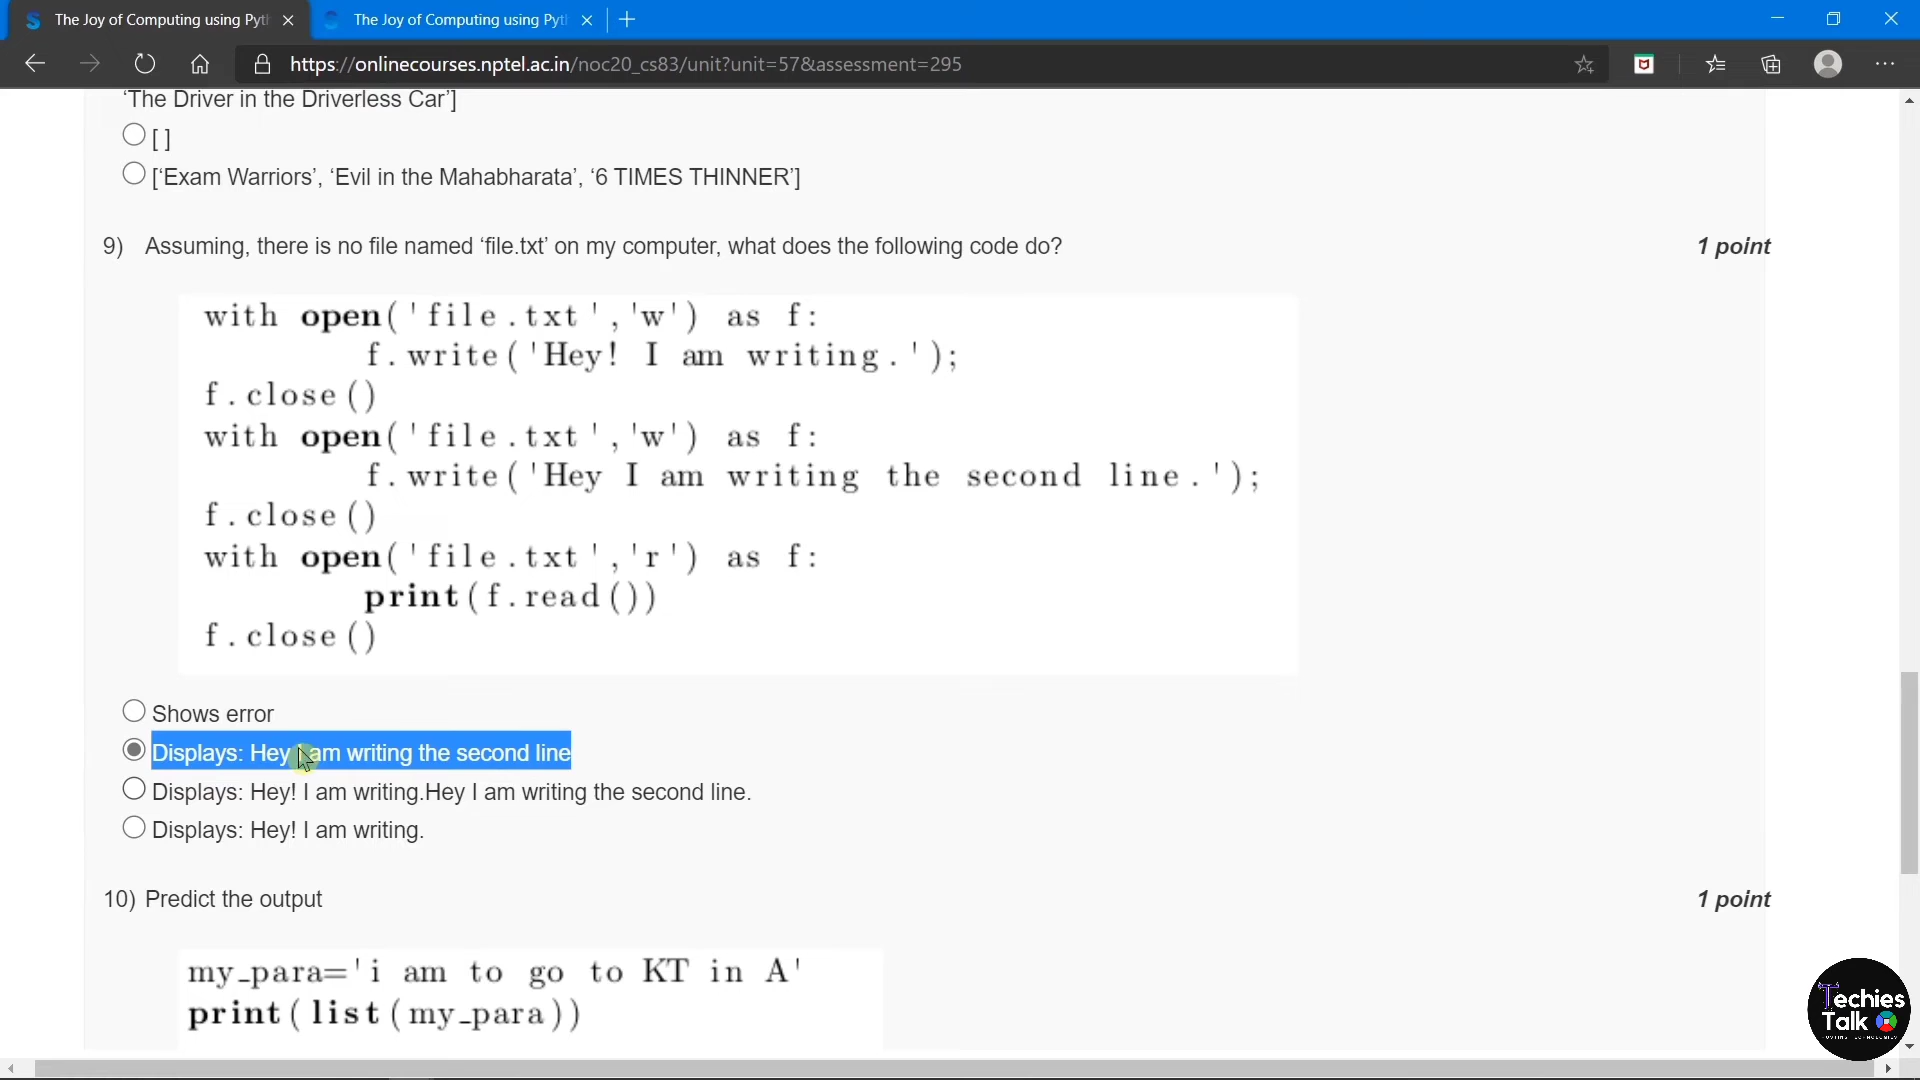 The Joy of Computing using Pyt
The Joy of Computing using Pyt
https://onlinecourses.nptel.ac.in/noc20_cs83/unit?unit=57&assessment=295
‘The Driver in the Driverless Car’]
[ ]
[‘Exam Warriors’, ‘Evil in the Mahabharata’, ‘6 TIMES THINNER’]
9) Assuming, there is no file named ‘file.txt’ on my computer, what does the following code do?
1 point
with open('file.txt','w') as f:
f.write('Hey! I am writing.');
f.close()
with open('file.txt','w') as f:
f.write('Hey I am writing the second line.');
f.close()
with open('file.txt','r') as f:
print(f.read())
f.close()
Shows error
Displays: Hey I am writing the second line
Displays: Hey! I am writing.Hey I am writing the second line.
Displays: Hey! I am writing.
10) Predict the output
1 point
my_para='i am to go to KT in A'
print(list(my_para))
Techies
Talk